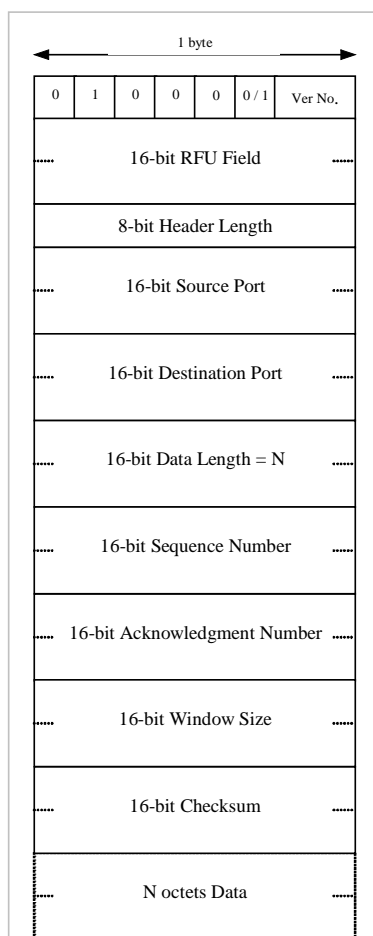 1 byte
0 1 0 0 0 0 / 1 Ver No.
16-bit RFU Field
8-bit Header Length
16-bit Source Port
16-bit Destination Port
16-bit Data Length = N
16-bit Sequence Number
16-bit Acknowledgment Number
16-bit Window Size
16-bit Checksum
N octets Data